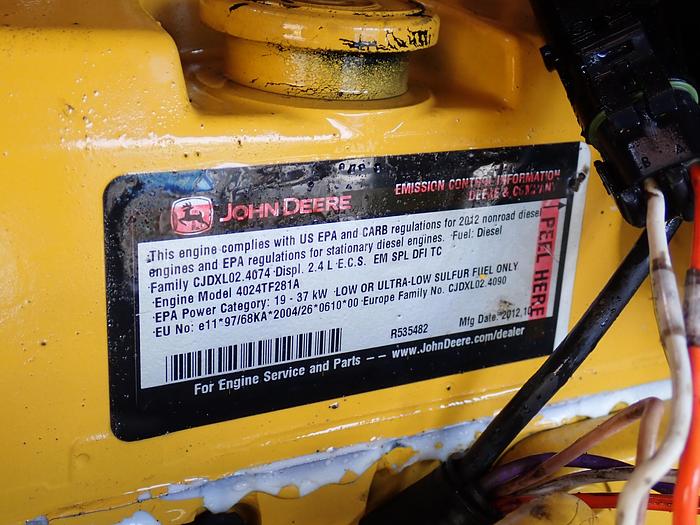 EMISSION CONTROL INFORMATION
DEERE & COMPANY
JOHN DEERE
This engine complies with US EPA and CARB regulations for 2012 nonroad diesel
engines and EPA regulations for stationary diesel engines. ·Fuel: Diesel
·Family CJDXL02.4074 ·Displ. 2.4 L ·E.C.S. EM SPL DFI TC
·Engine Model 4024TF281A
·EPA Power Category: 19 - 37 kW ·LOW OR ULTRA-LOW SULFUR FUEL ONLY
·EU No: e11*97/68KA*2004/26*0610*00 ·Europe Family No. CJDXL02.4090
R535482
Mfg Date: 2012,10
For Engine Service and Parts –– www.JohnDeere.com/dealer
PEEL HERE
B A